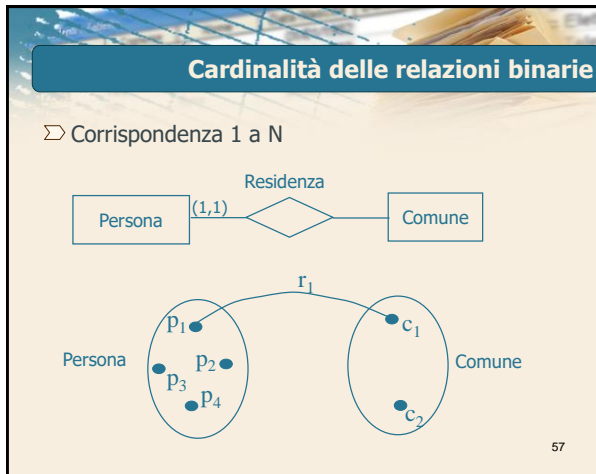 Cardinalità delle relazioni binarie
Corrispondenza 1 a N
Residenza
Persona
(1,1)
Comune
r1
p1
c1
Persona
p2
Comune
p3
p4
c2
57